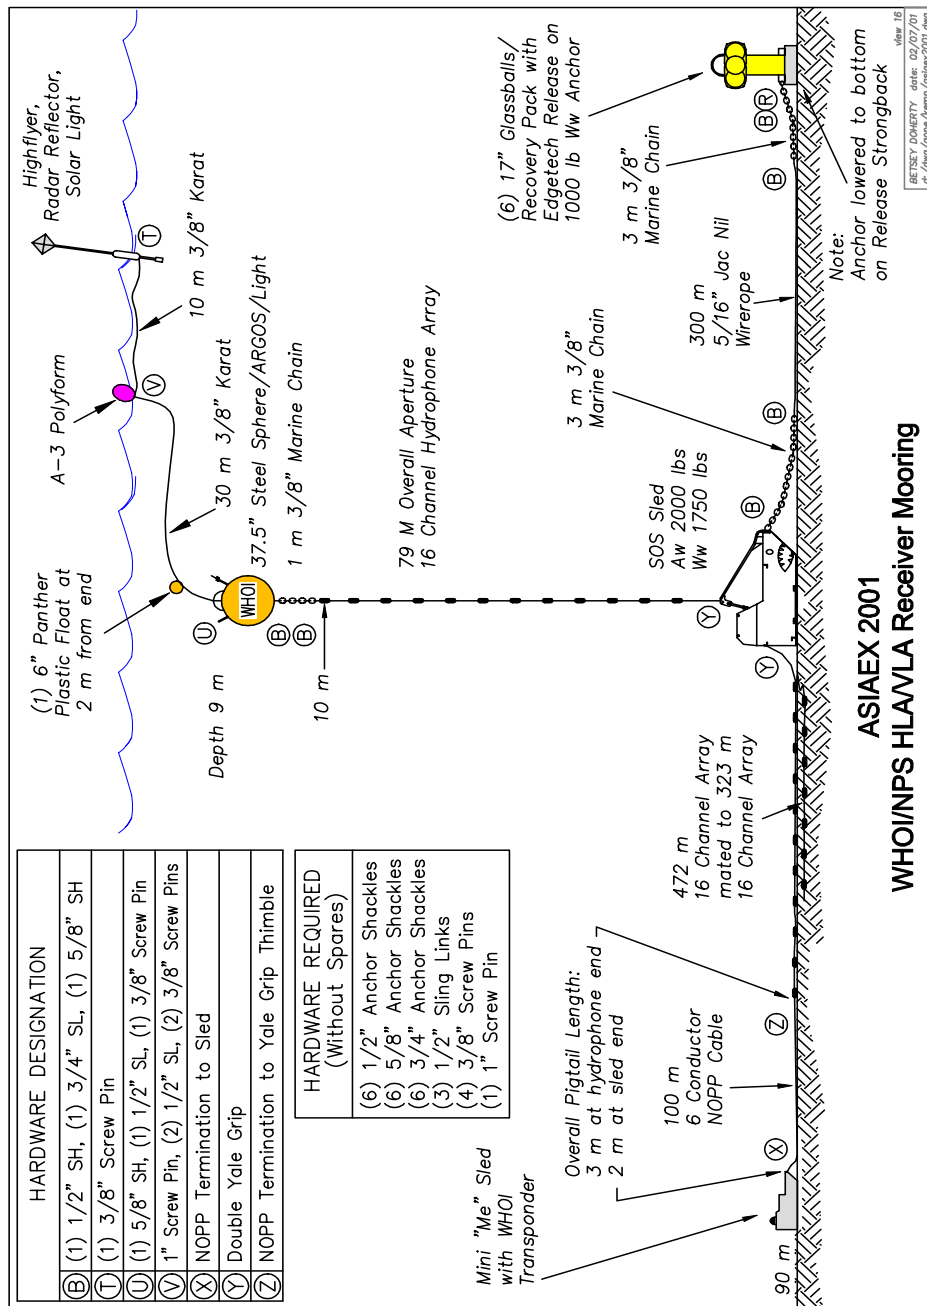 HARDWARE DESIGNATION
B (1) 1/2" SH, (1) 3/4" SL, (1) 5/8" SH
T (1) 3/8" Screw Pin
U (1) 5/8" SH, (1) 1/2" SL, (1) 3/8" Screw Pin
V 1" Screw Pin, (2) 1/2" SL, (2) 3/8" Screw Pins
X NOPP Termination to Sled
Y Double Yale Grip
Z NOPP Termination to Yale Grip Thimble
HARDWARE REQUIRED
(Without Spares)
(6) 1/2" Anchor Shackles
(6) 5/8" Anchor Shackles
(6) 3/4" Anchor Shackles
(3) 1/2" Sling Links
(4) 3/8" Screw Pins
(1) 1" Screw Pin
(1) 6" Panther
Plastic Float at
2 m from end
A-3 Polyform
Highflyer,
Radar Reflector,
Solar Light
T
V
10 m 3/8" Karat
30 m 3/8" Karat
U
WHOI
37.5" Steel Sphere/ARGOS/Light
Depth 9 m
B
B
1 m 3/8" Marine Chain
10 m
79 M Overall Aperture
16 Channel Hydrophone Array
(6) 17" Glassballs/
Recovery Pack with
Edgetech Release on
1000 lb Ww Anchor
3 m 3/8"
Marine Chain
B
B R
3 m 3/8"
Marine Chain
300 m
5/16" Jac Nil
Wirerope
SOS Sled
Aw 2000 lbs
Ww 1750 lbs
B
B
Y
Y
Note:
Anchor lowered to bottom
on Release Strongback
472 m
16 Channel Array
mated to 323 m
16 Channel Array
Overall Pigtail Length:
3 m at hydrophone end
2 m at sled end
Z
100 m
6 Conductor
NOPP Cable
X
Mini "Me" Sled
with WHOI
Transponder
90 m
ASIAEX 2001
WHOI/NPS HLA/VLA Receiver Mooring
view 16
BETSEY DOHERTY date: 02/07/01